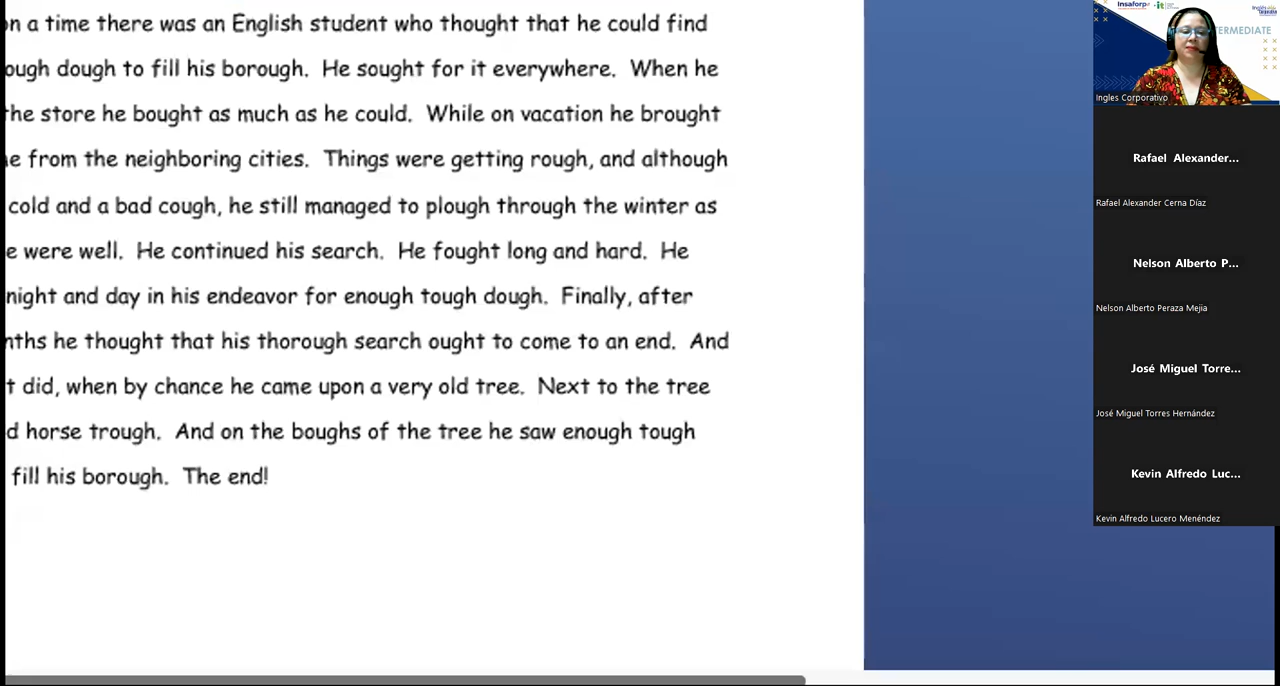 on a time there was an English student who thought that he could find
ough dough to fill his borough. He sought for it everywhere. When he
the store he bought as much as he could. While on vacation he brought
e from the neighboring cities. Things were getting rough, and although
cold and a bad cough, he still managed to plough through the winter as
e were well. He continued his search. He fought long and hard. He
night and day in his endeavor for enough tough dough. Finally, after
nths he thought that his thorough search ought to come to an end. And
t did, when by chance he came upon a very old tree. Next to the tree
d horse trough. And on the boughs of the tree he saw enough tough
fill his borough. The end!
Insaforp
ERMEDIATE
Ingles Corporativo
Rafael Alexander...
Rafael Alexander Cerna Díaz
Nelson Alberto P...
Nelson Alberto Peraza Mejia
José Miguel Torre...
José Miguel Torres Hernández
Kevin Alfredo Luc...
Kevin Alfredo Lucero Menéndez